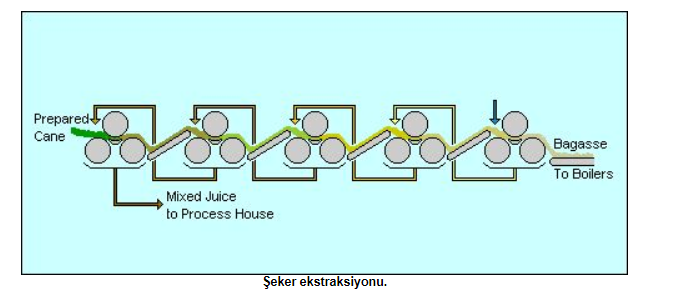 Prepared
Cane
Bagasse
To Boilers
Mixed Juice
to Process House
Şeker ekstraksiyonu.